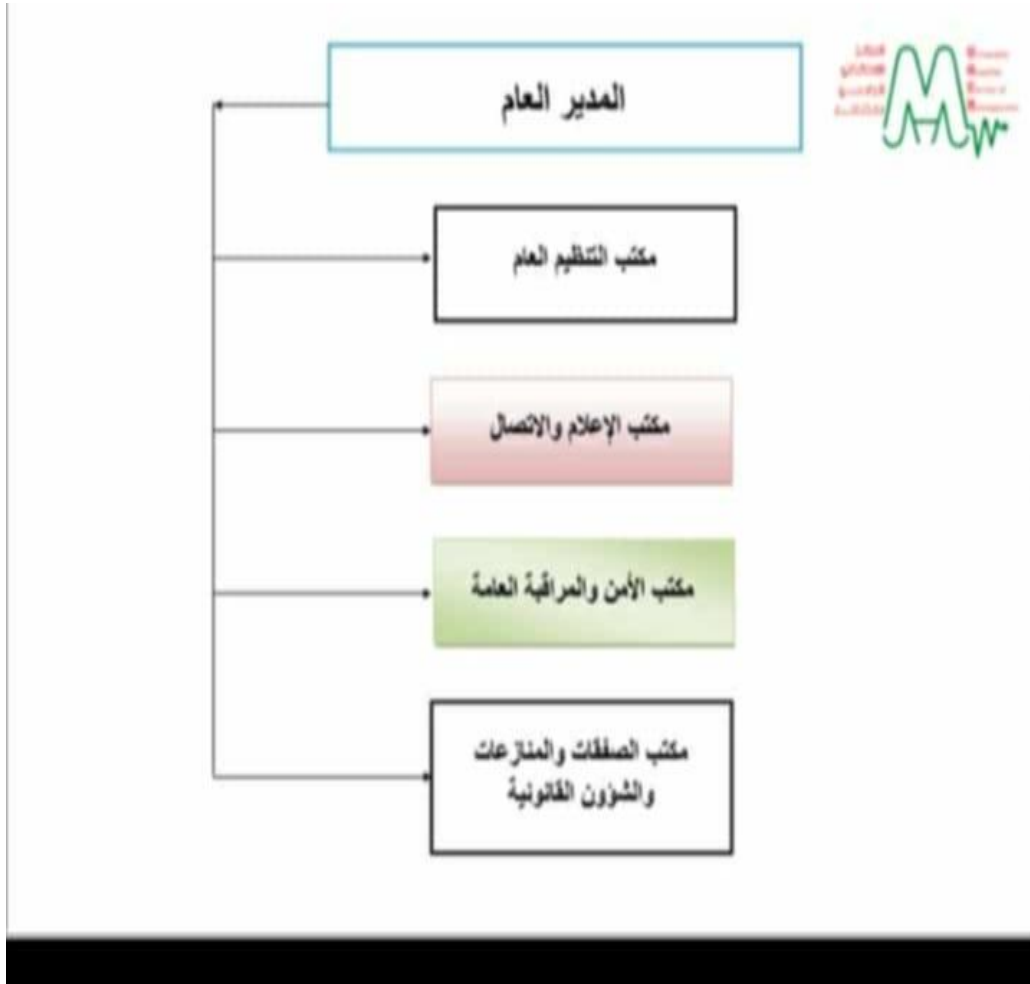 المدير العام
مكتب التنظيم العام
مكتب الإعلام والاتصال
مكتب الأمن والمراقبة العامة
مكتب الصفقات والمنازعات
والشؤون القانونية